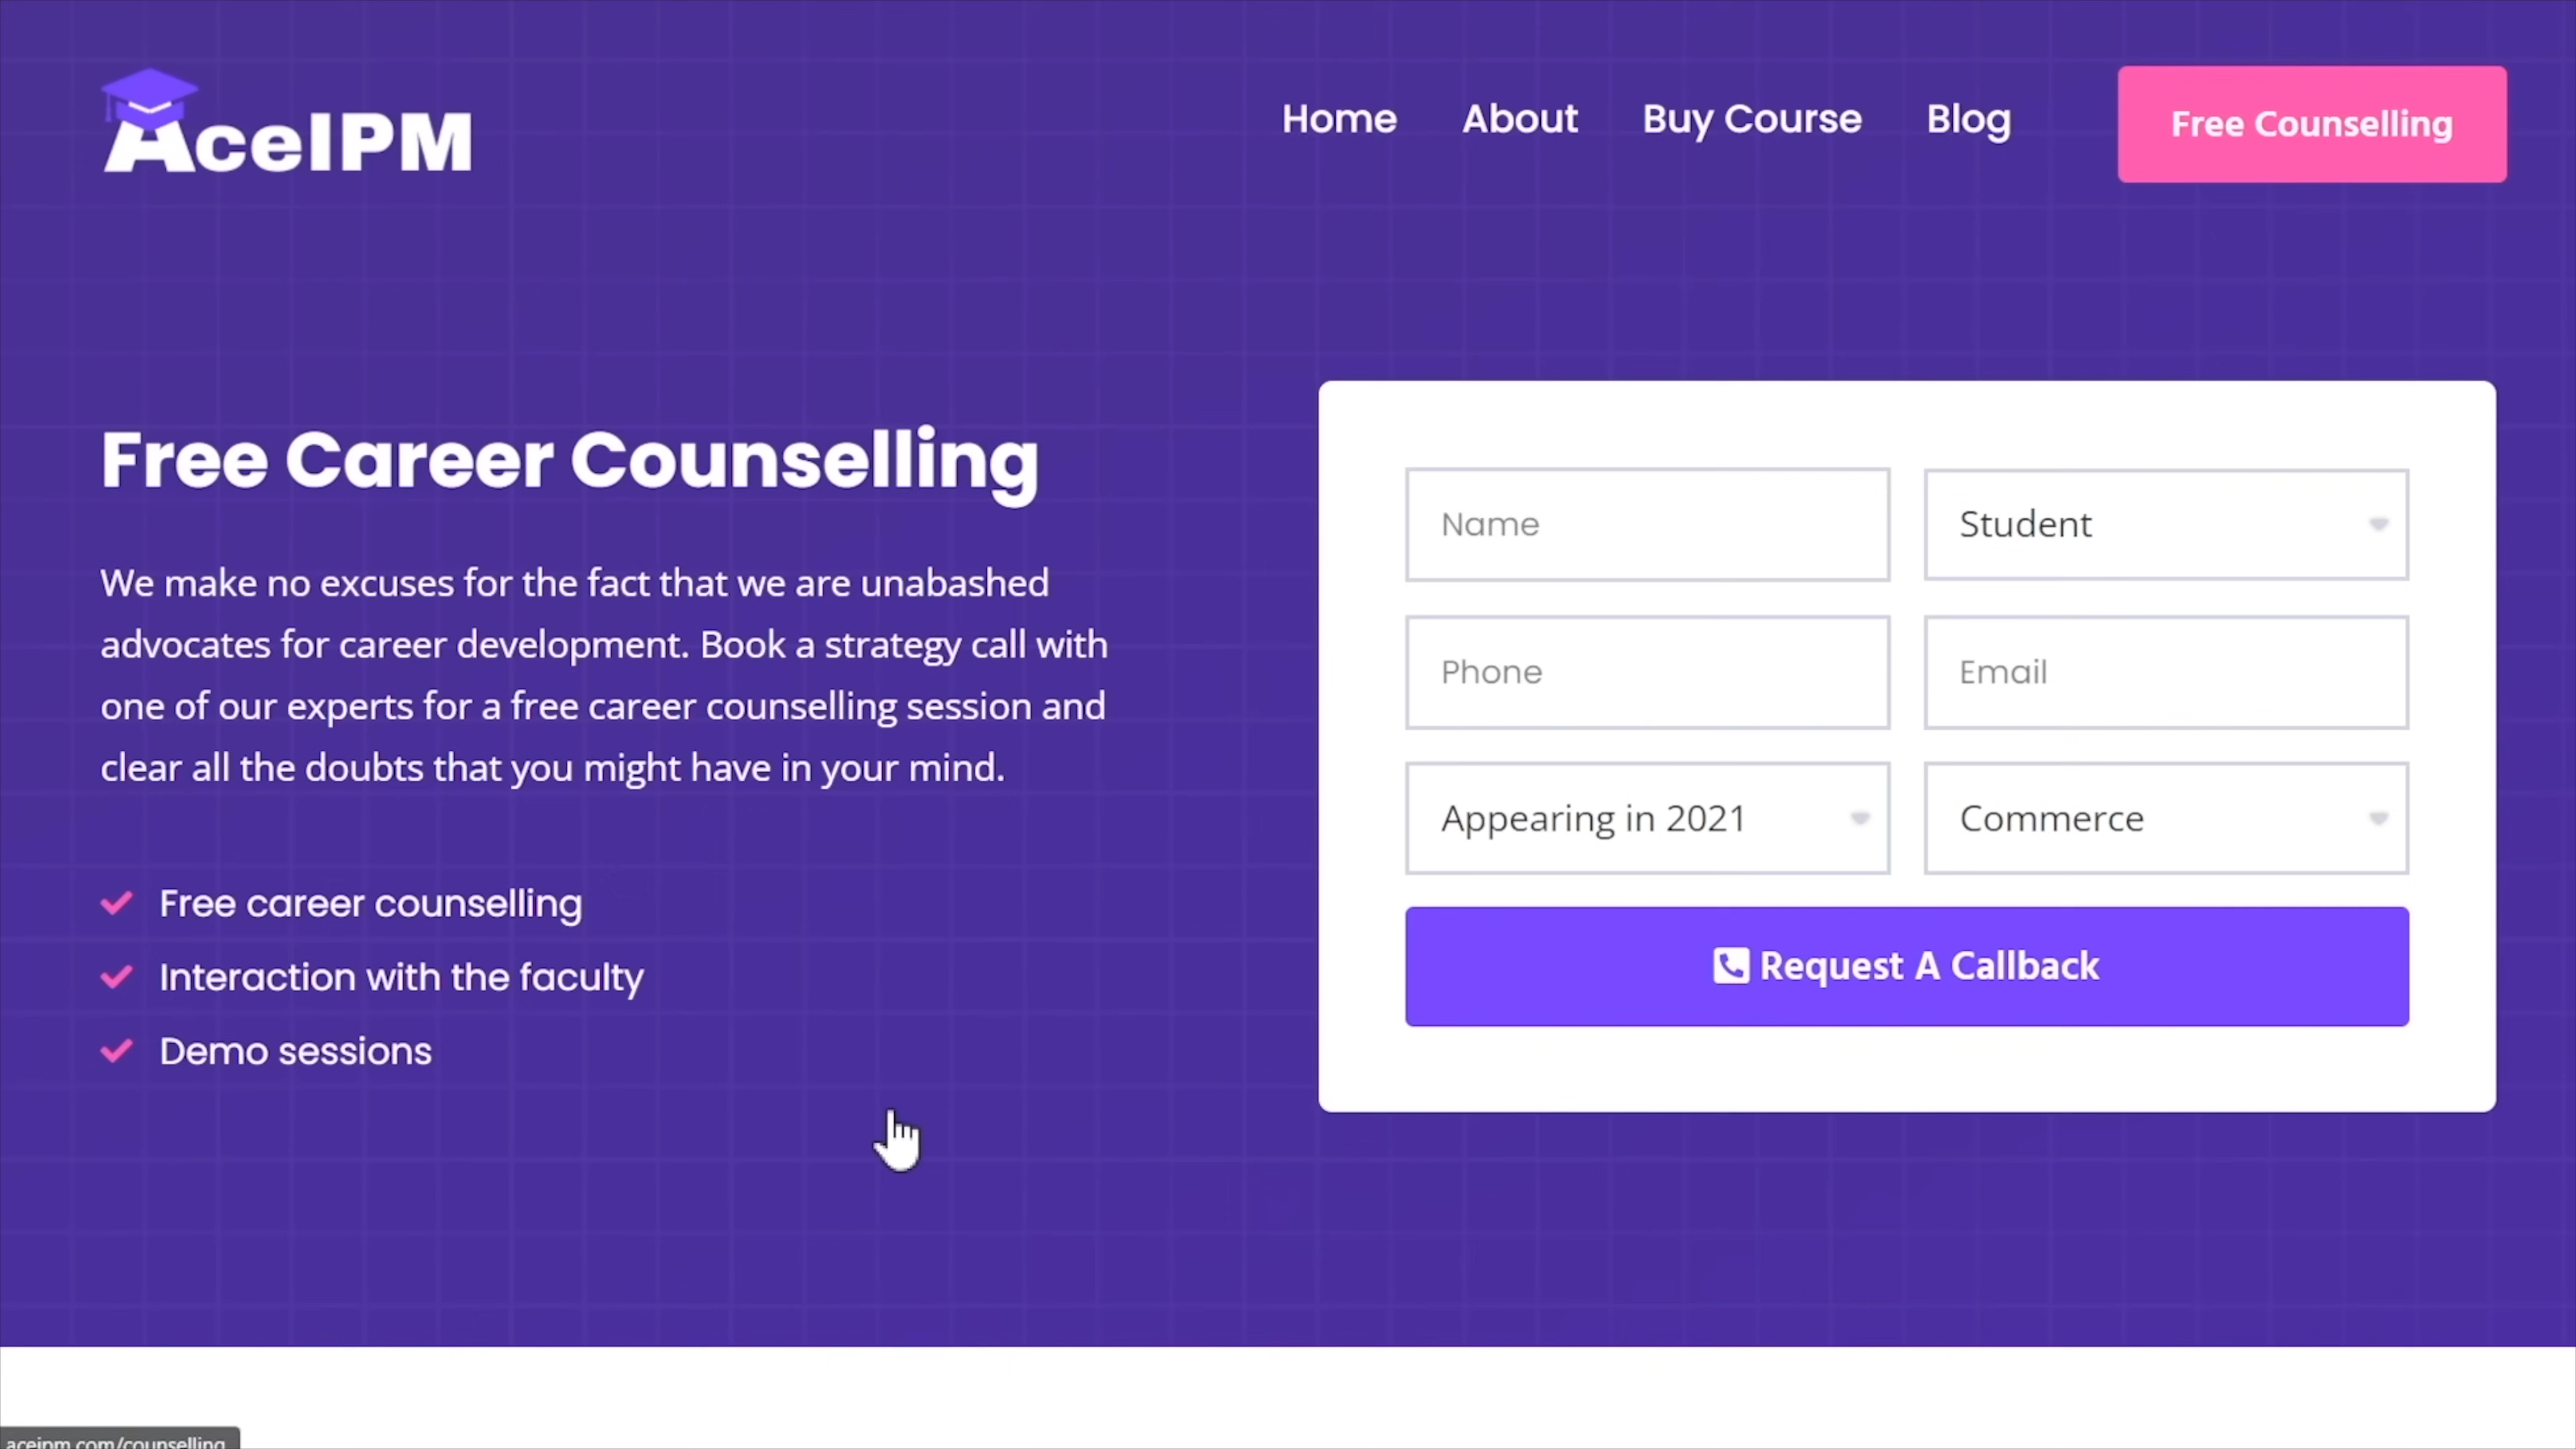 AceIPM
Home
About
Buy Course
Blog
Free Counselling
Free Career Counselling
We make no excuses for the fact that we are unabashed
advocates for career development. Book a strategy call with
one of our experts for a free career counselling session and
clear all the doubts that you might have in your mind.
Free career counselling
Interaction with the faculty
Demo sessions
Name
Student
Phone
Email
Appearing in 2021
Commerce
Request A Callback
aceipm.com/counselling